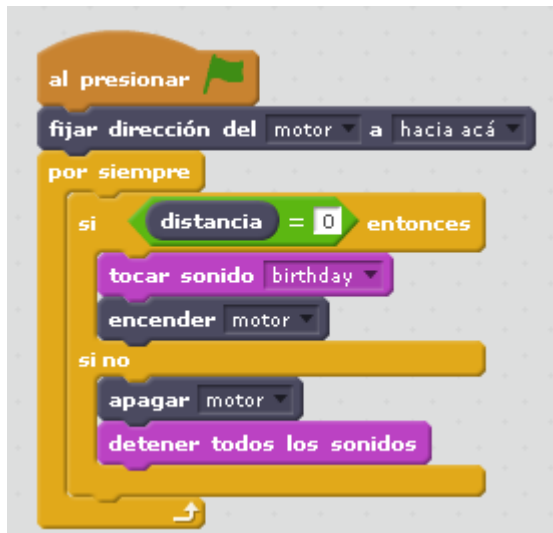 al presionar
fijar dirección del motor a hacia acá
por siempre
si distancia = 0 entonces
tocar sonido birthday
encender motor
si no
apagar motor
detener todos los sonidos